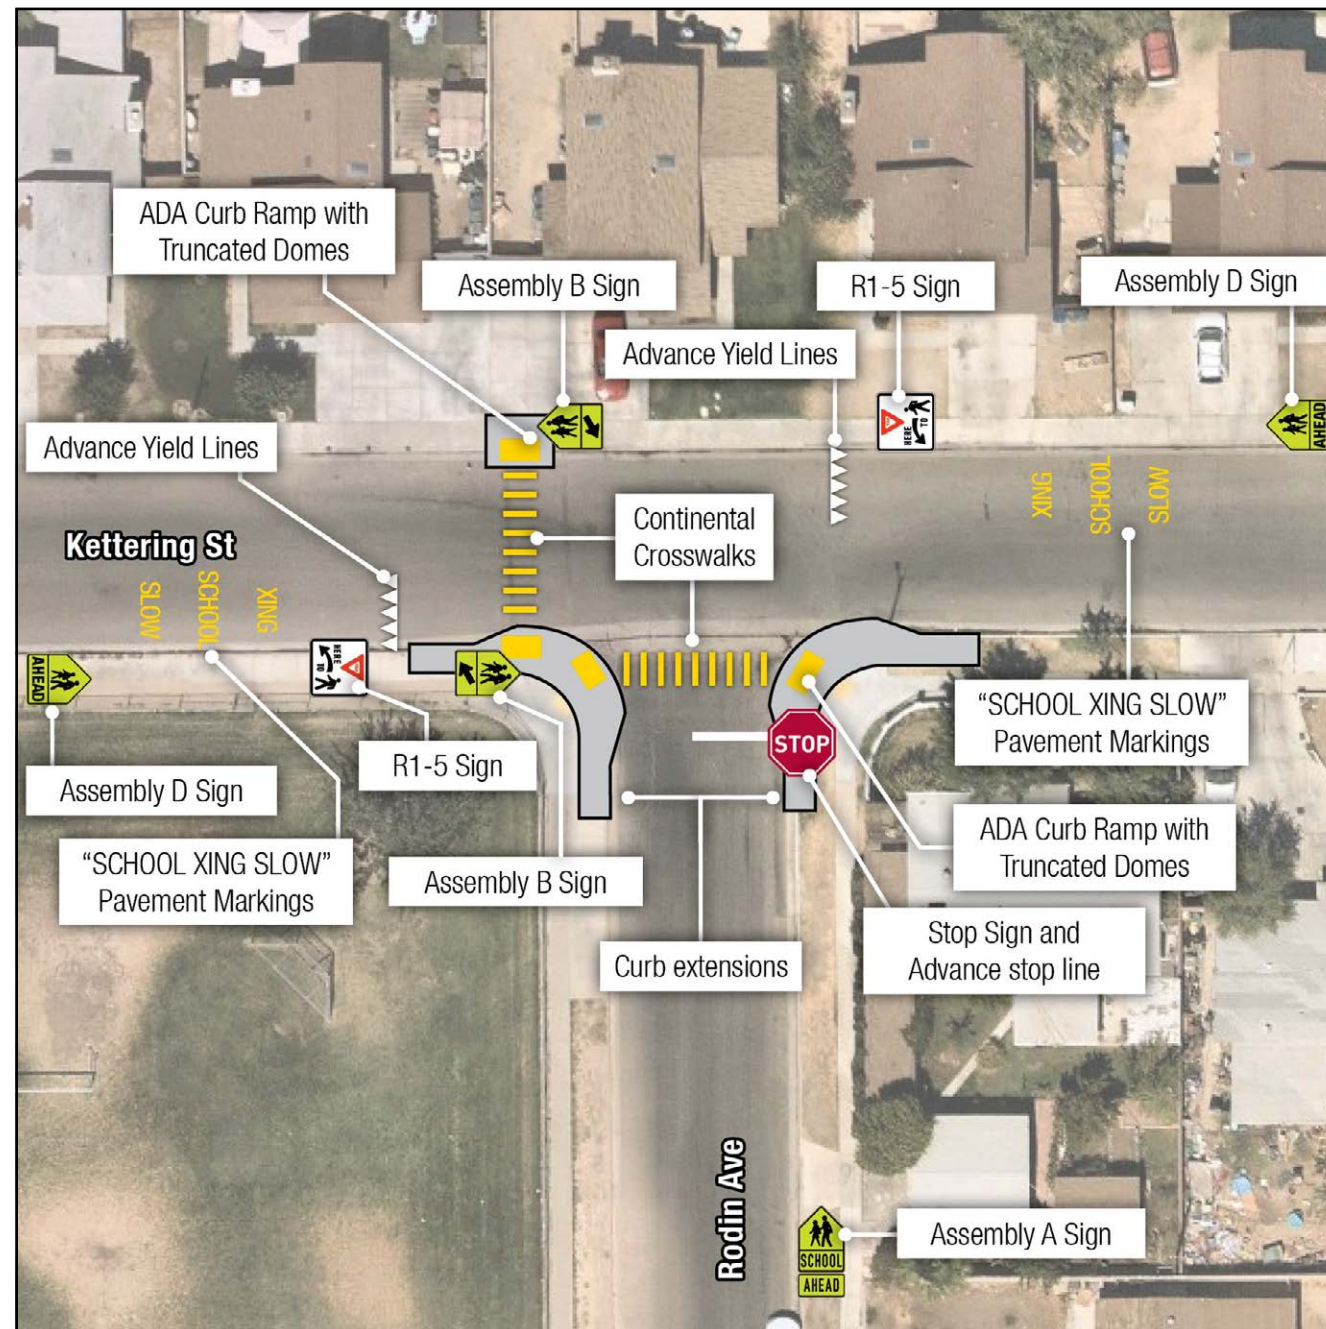 ADA Curb Ramp with
Truncated Domes
Assembly B Sign
R1-5 Sign
Assembly D Sign
Advance Yield Lines
HERE
TO
AHEAD
Advance Yield Lines
XING
SCHOOL
SLOW
Continental
Crosswalks
Kettering St
SLOW
SCHOOL
XING
AHEAD
HERE
TO
STOP
"SCHOOL XING SLOW"
Pavement Markings
R1-5 Sign
Assembly D Sign
ADA Curb Ramp with
Truncated Domes
"SCHOOL XING SLOW"
Pavement Markings
Assembly B Sign
Stop Sign and
Advance stop line
Curb extensions
Rodin Ave
Assembly A Sign
SCHOOL
AHEAD